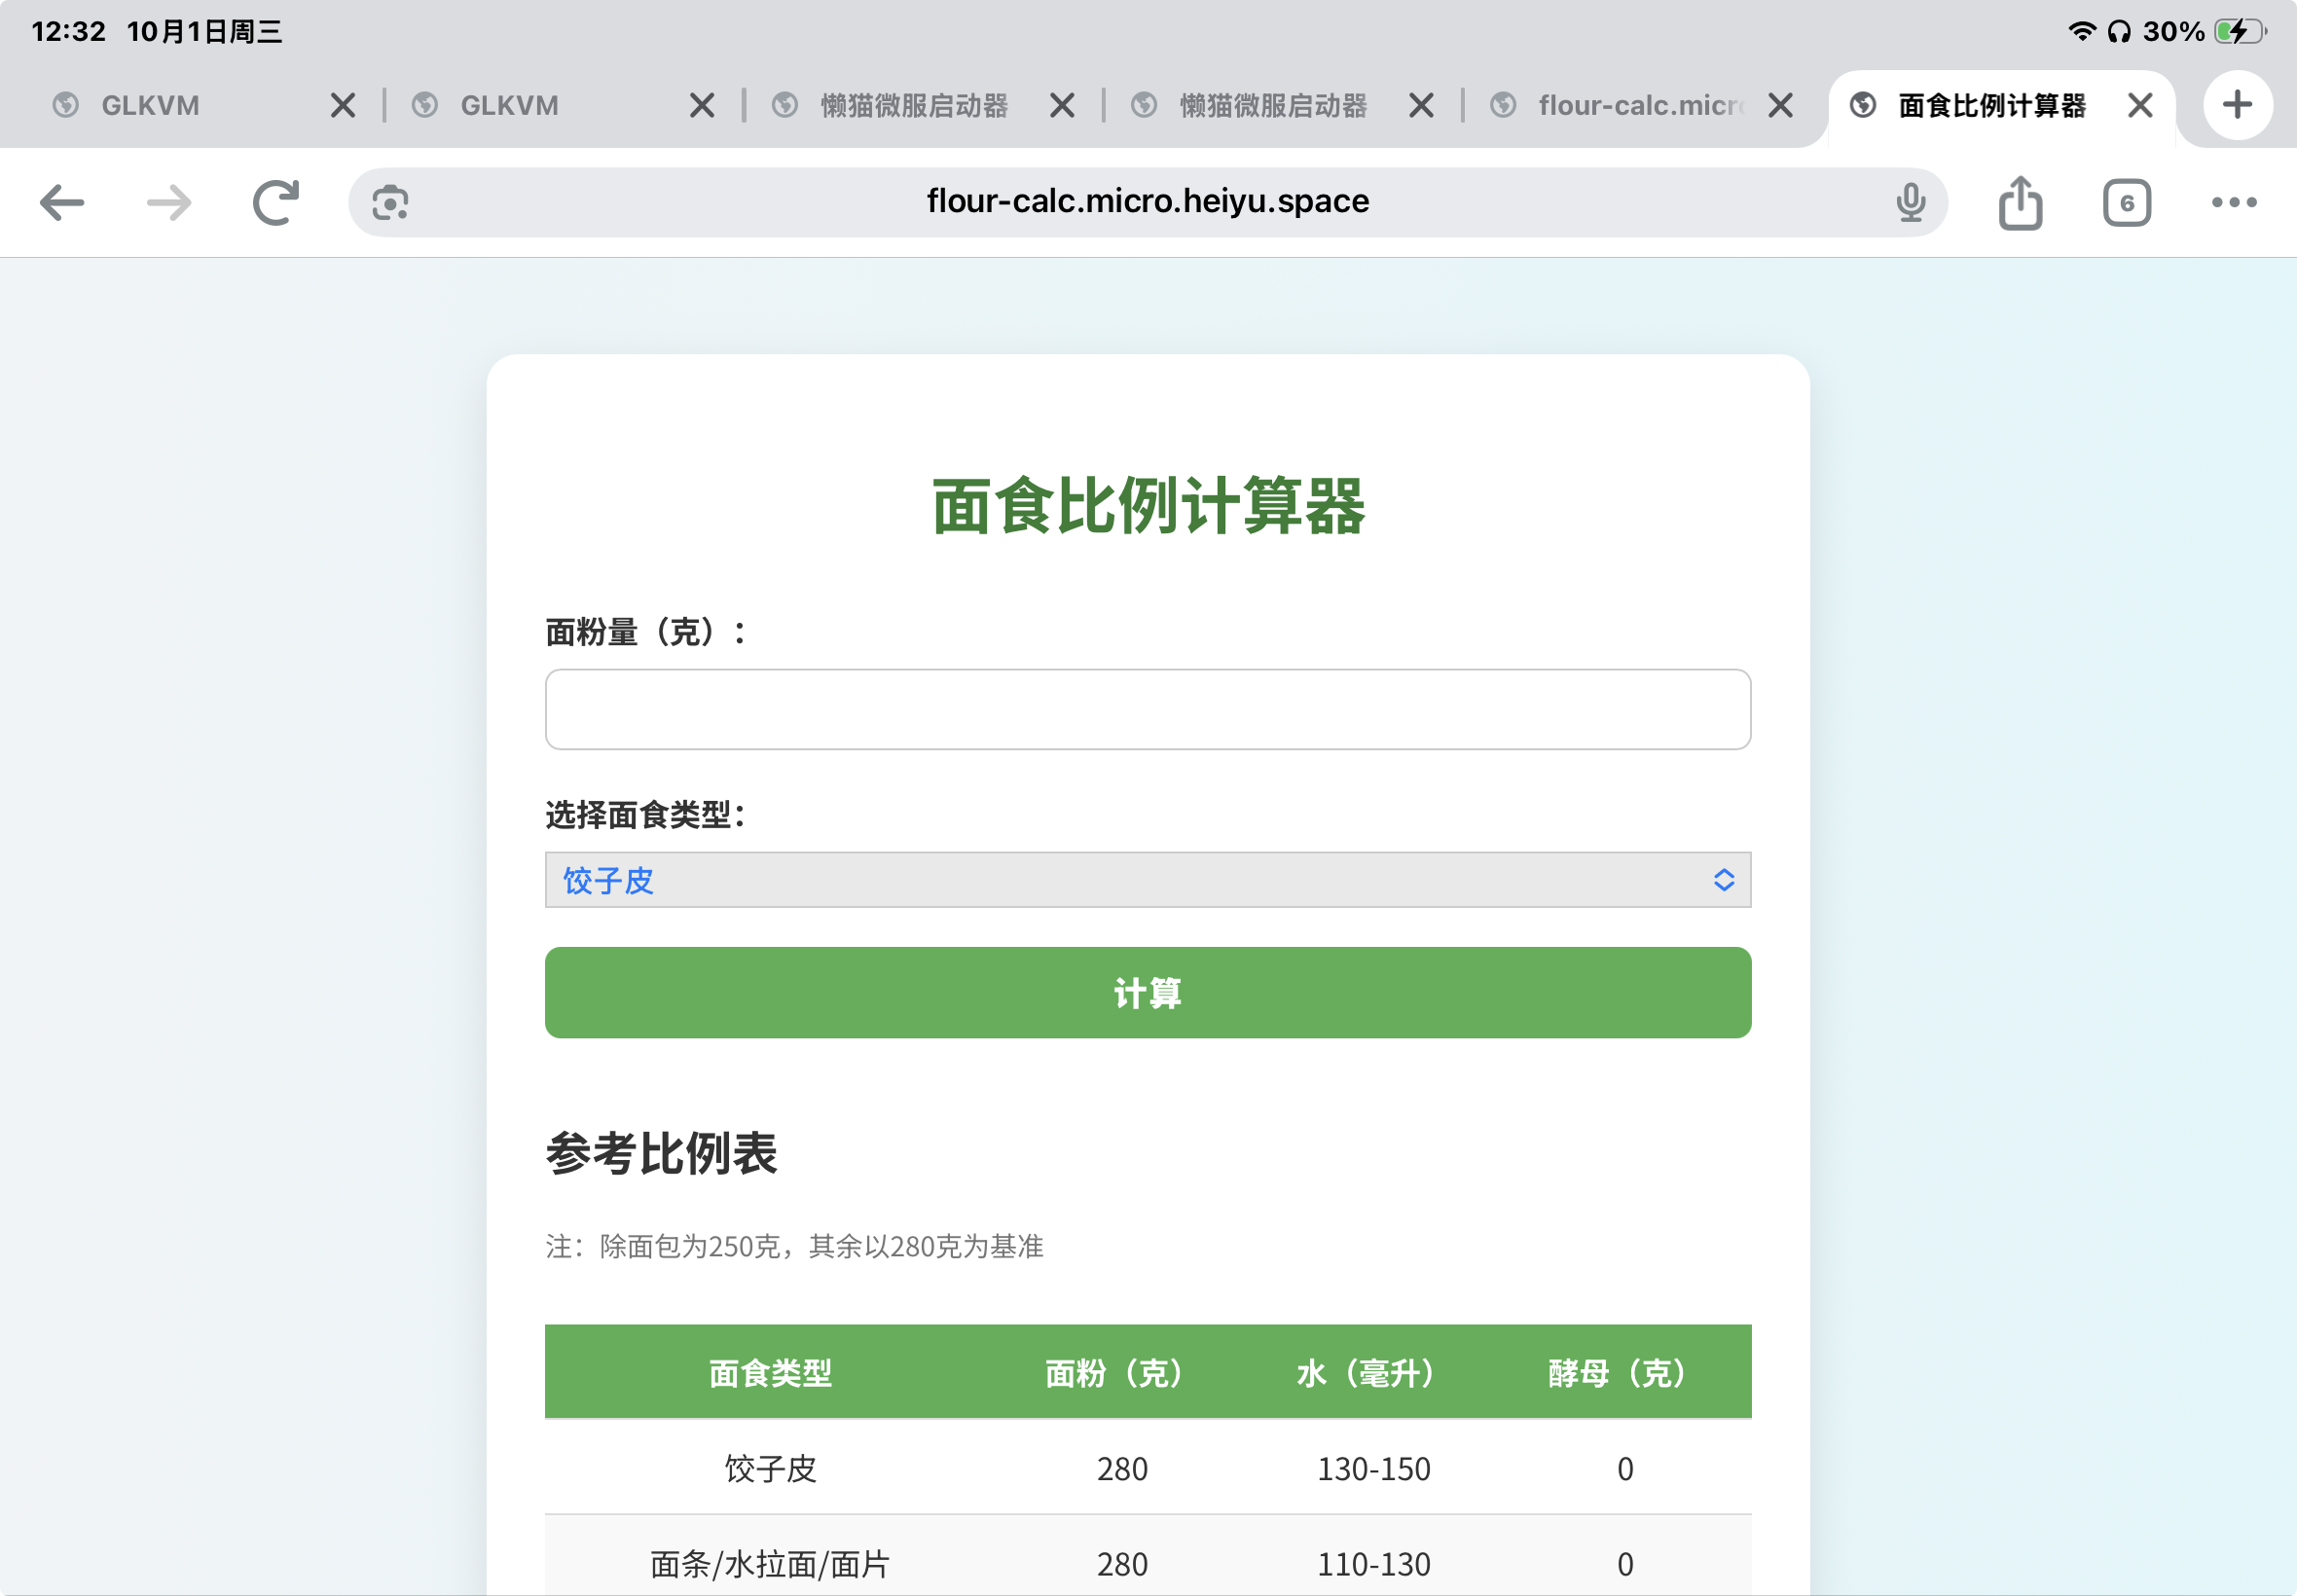 12:32 10月1日周三 30%
GLKVM GLKVM 懒猫微服启动器 懒猫微服启动器 flour-calc.micr 面食比例计算器
flour-calc.micro.heiyu.space 6
面食比例计算器
面粉量（克）：
选择面食类型：
饺子皮
计算
参考比例表
注：除面包为250克，其余以280克为基准
面食类型 面粉（克） 水（毫升） 酵母（克）
饺子皮 280 130-150 0
面条/水拉面/面片 280 110-130 0